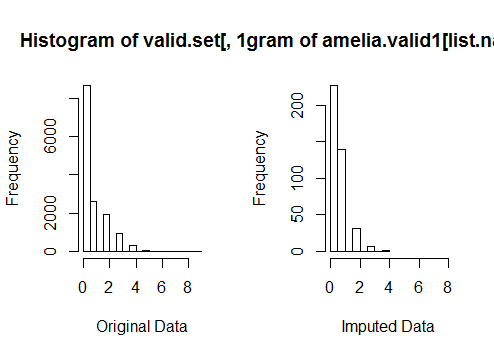 Histogram of valid.set[, 1gram of amelia.valid1[list.na
Frequency
0
2000
6000
0 2 4 6 8
Original Data
Frequency
0
50
100
200
0 2 4 6 8
Imputed Data